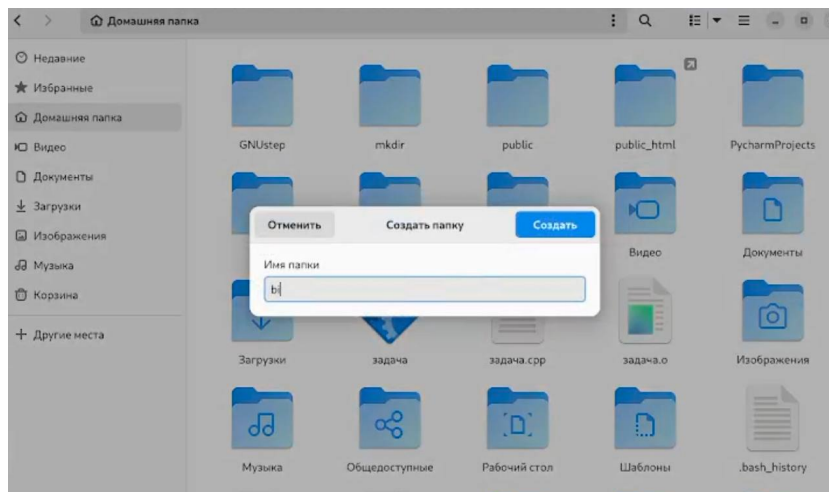 Домашняя папка
Недавние
Избранные
Домашняя папка
Видео
Документы
Загрузки
Изображения
Музыка
Корзина
Другие места
GNUstep
mkdir
public
public_html
PycharmProjects
Отменить
Создать папку
Создать
Имя папки
bi
Видео
Документы
Загрузки
задача
задача.cpp
задача.о
Изображения
Музыка
Общедоступные
Рабочий стол
Шаблоны
.bash_history